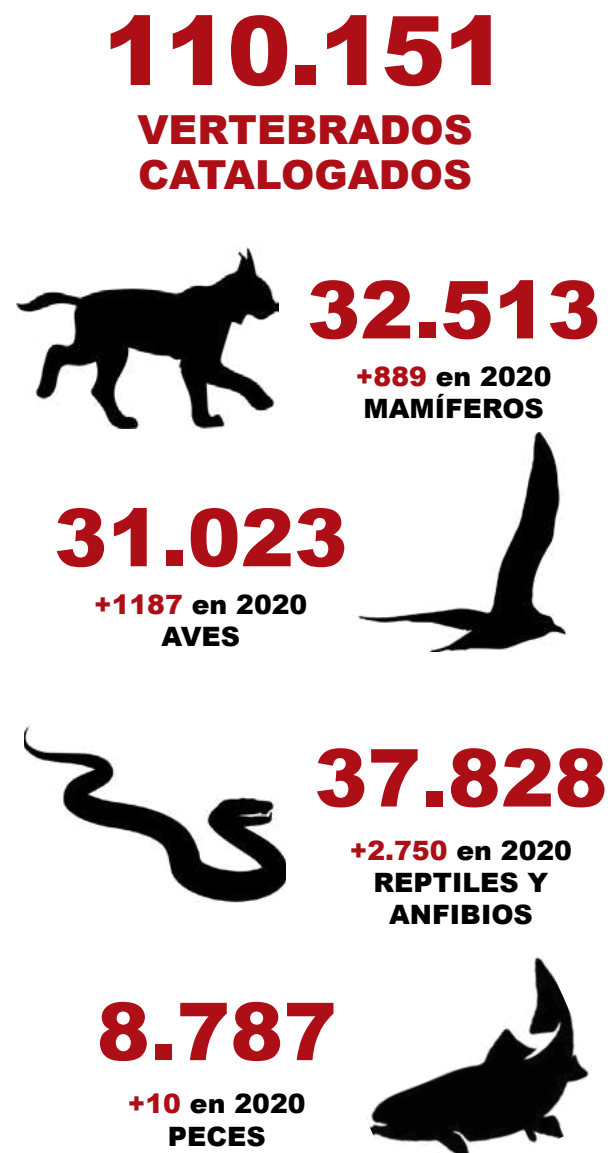 110.151
VERTEBRADOS
CATALOGADOS
32.513
+889 en 2020
MAMÍFEROS
31.023
+1187 en 2020
AVES
37.828
+2.750 en 2020
REPTILES Y
ANFIBIOS
8.787
+10 en 2020
PECES